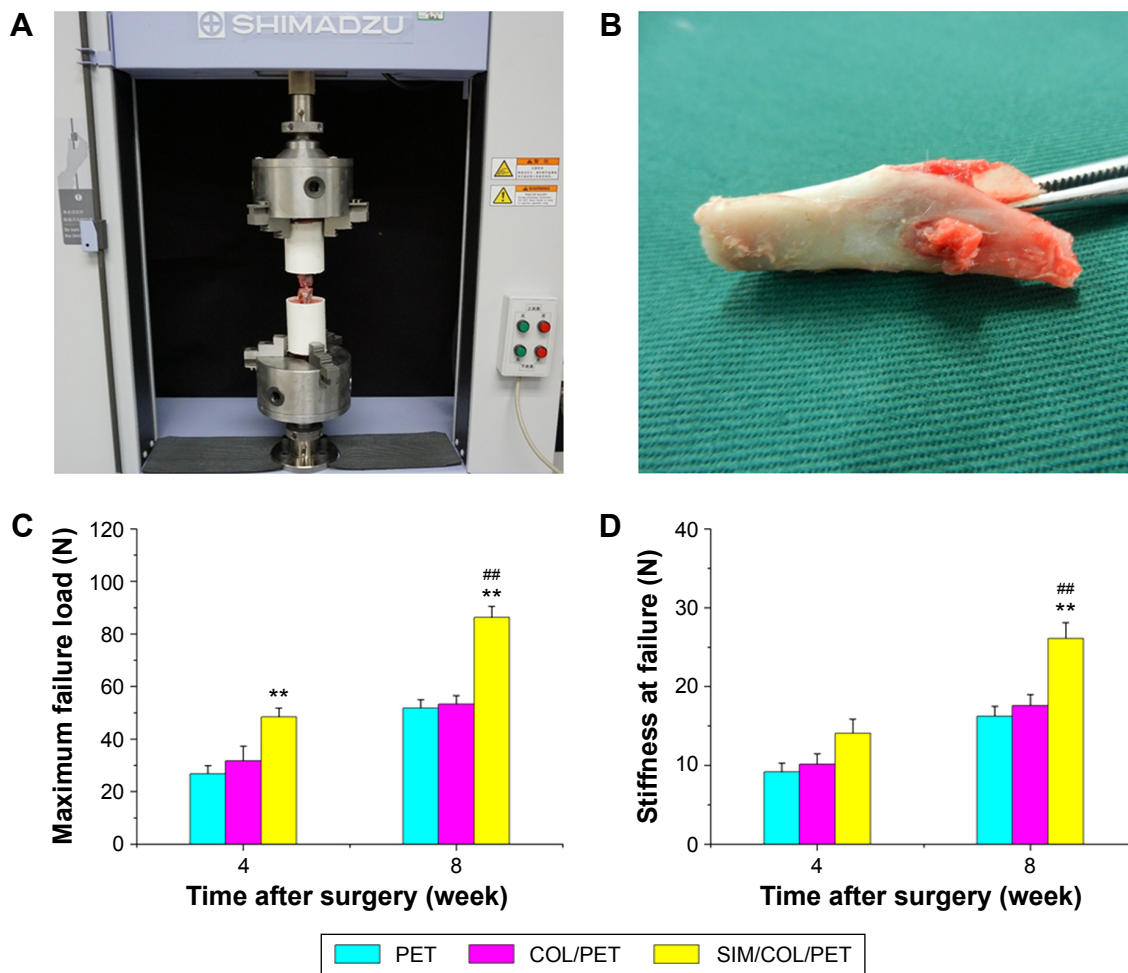 A
B
SHIMADZU
WARNING
C
Maximum failure load (N)
120
100
80
60
40
20
0
**
##
**
4
8
Time after surgery (week)
D
Stiffness at failure (N)
40
30
20
10
0
##
**
4
8
Time after surgery (week)
PET
COL/PET
SIM/COL/PET